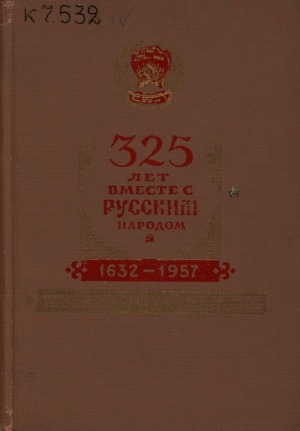 К 7.532
325
ЛЕТ
ВМЕСТЕ С
РУССКИМ
НАРОДОМ
1632-1957